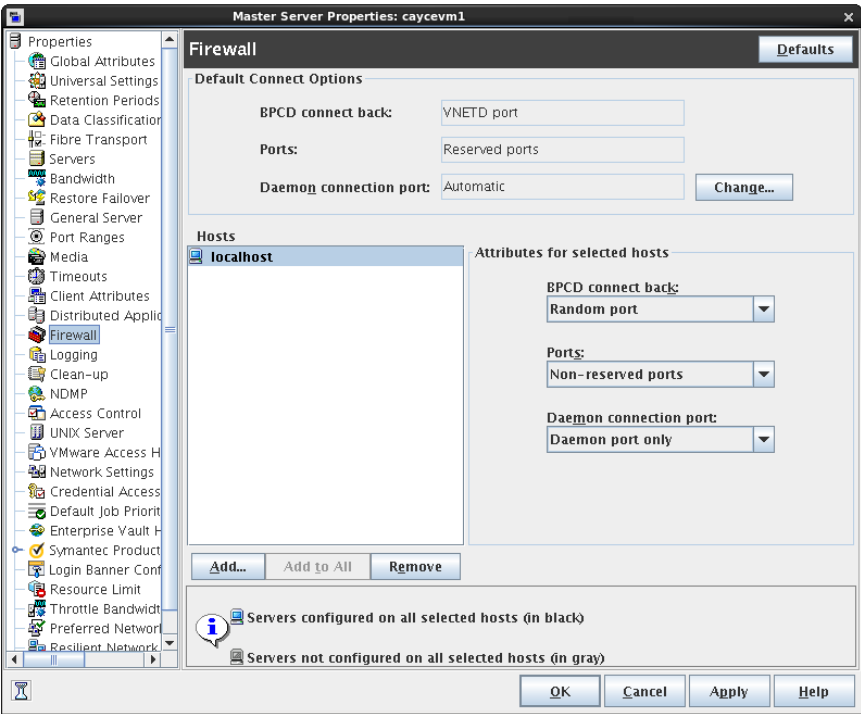 Master Server Properties: caycevm1
Properties
Global Attributes
Universal Settings
Retention Periods
Data Classification
Fibre Transport
Servers
Bandwidth
Restore Failover
General Server
Port Ranges
Media
Timeouts
Client Attributes
Distributed Applic
Firewall
Logging
Clean-up
NDMP
Access Control
UNIX Server
VMware Access H
Network Settings
Credential Access
Default Job Priorit
Enterprise Vault H
Symantec Product
Login Banner Conf
Resource Limit
Throttle Bandwidt
Preferred Networ
Resilient Network
Firewall
Defaults
Default Connect Options
BPCD connect back: VNETD port
Ports: Reserved ports
Daemon connection port: Automatic Change...
Hosts
localhost
Attributes for selected hosts
BPCD connect back:
Random port
Ports:
Non-reserved ports
Daemon connection port:
Daemon port only
Add... Add to All Remove
Servers configured on all selected hosts (in black)
Servers not configured on all selected hosts (in gray)
OK Cancel Apply Help